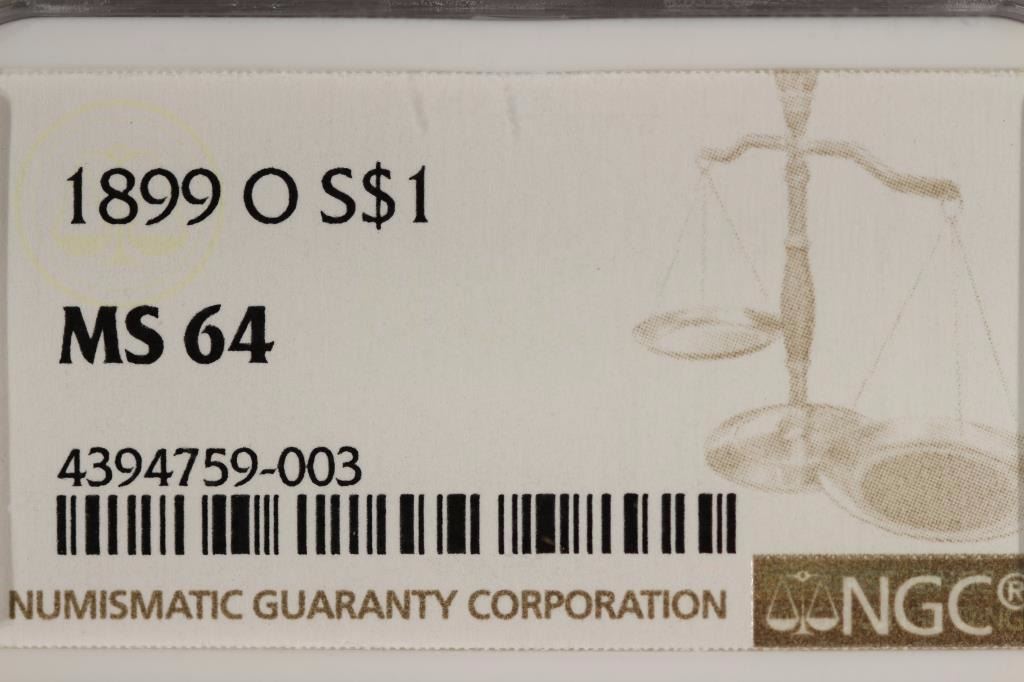 1899 O S$1
MS 64
4394759-003
NUMISMATIC GUARANTY CORPORATION
NGC®